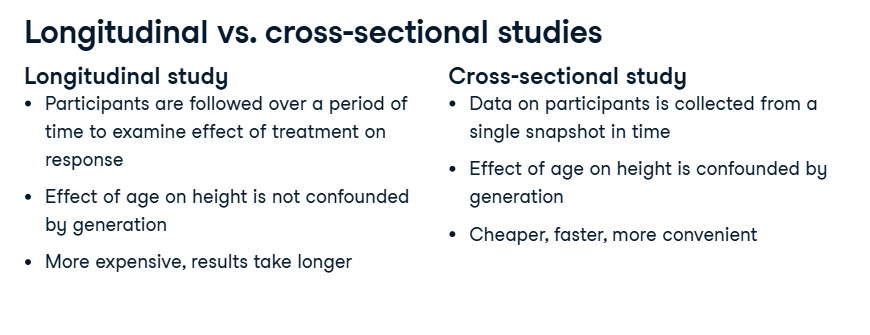 Longitudinal vs. cross-sectional studies
Longitudinal study
• Participants are followed over a period of
time to examine effect of treatment on
response
• Effect of age on height is not confounded
by generation
• More expensive, results take longer
Cross-sectional study
• Data on participants is collected from a
single snapshot in time
• Effect of age on height is confounded by
generation
• Cheaper, faster, more convenient